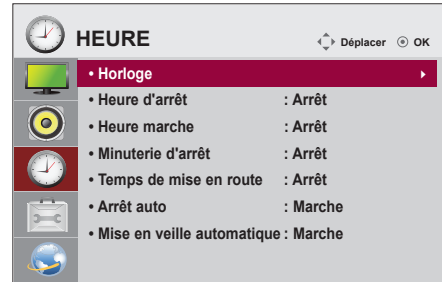 HEURE
Déplacer OK
• Horloge
• Heure d'arrêt : Arrêt
• Heure marche : Arrêt
• Minuterie d'arrêt : Arrêt
• Temps de mise en route : Arrêt
• Arrêt auto : Marche
• Mise en veille automatique : Marche